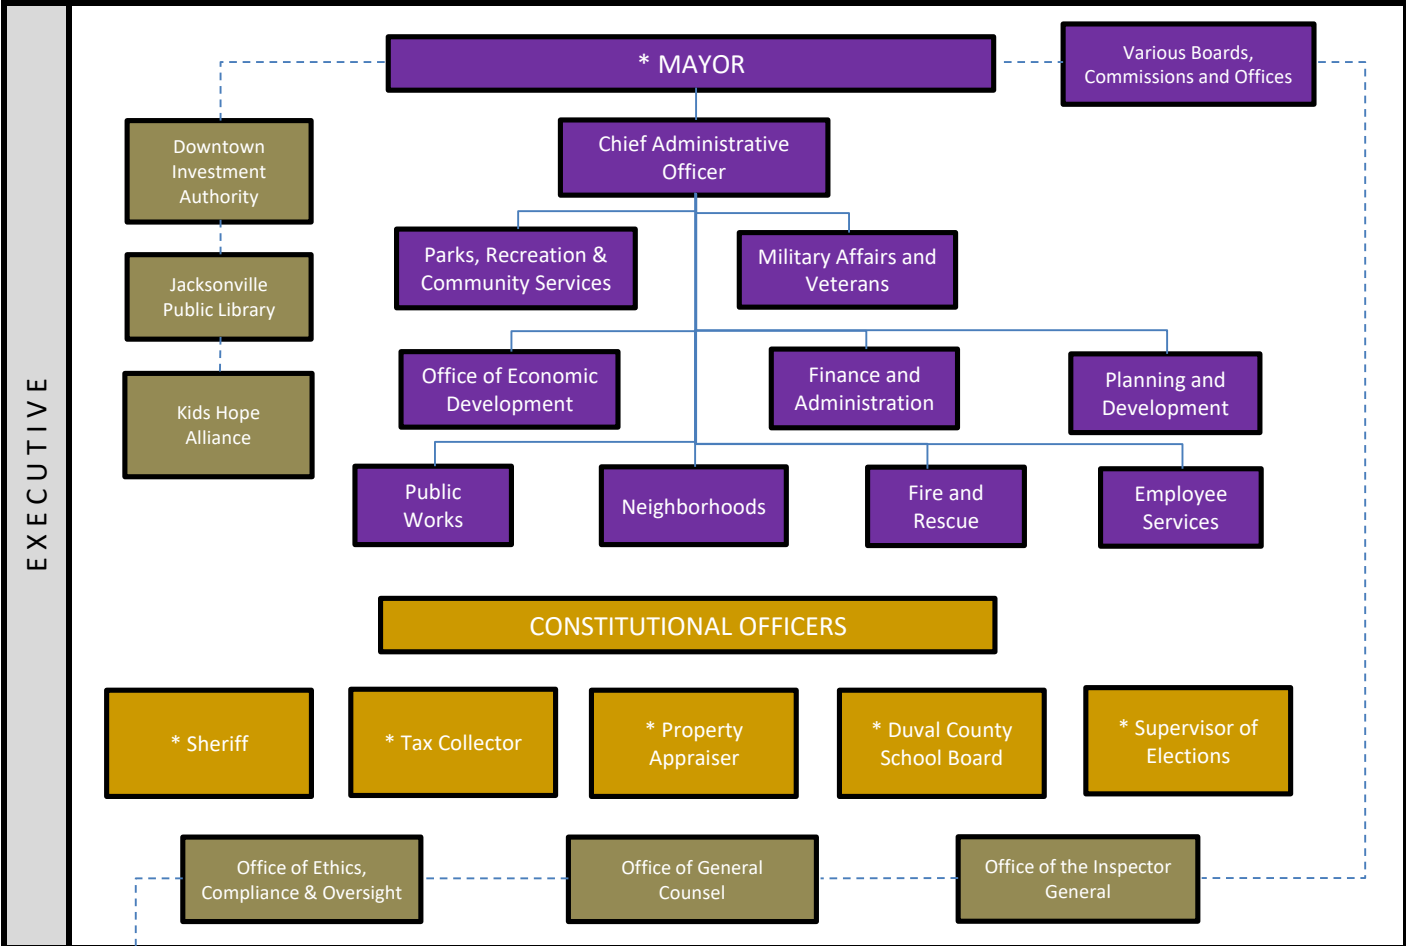 EXECUTIVE
* MAYOR
Various Boards,
Commissions and Offices
Downtown
Investment
Authority
Chief Administrative
Officer
Parks, Recreation &
Community Services
Military Affairs and
Veterans
Jacksonville
Public Library
Office of Economic
Development
Finance and
Administration
Planning and
Development
Kids Hope
Alliance
Public
Works
Neighborhoods
Fire and
Rescue
Employee
Services
CONSTITUTIONAL OFFICERS
* Sheriff
* Tax Collector
* Property
Appraiser
* Duval County
School Board
* Supervisor of
Elections
Office of Ethics,
Compliance & Oversight
Office of General
Counsel
Office of the Inspector
General